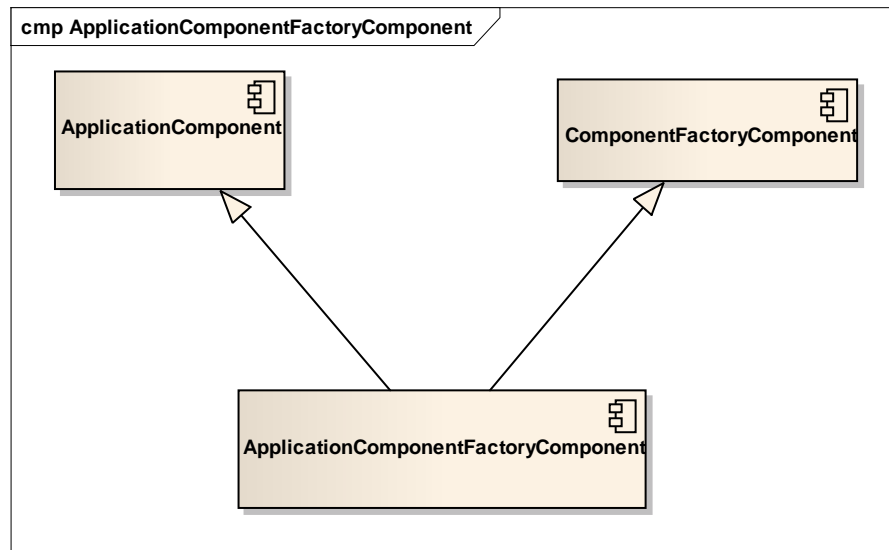 cmp ApplicationComponentFactoryComponent
ApplicationComponent
ComponentFactoryComponent
ApplicationComponentFactoryComponent